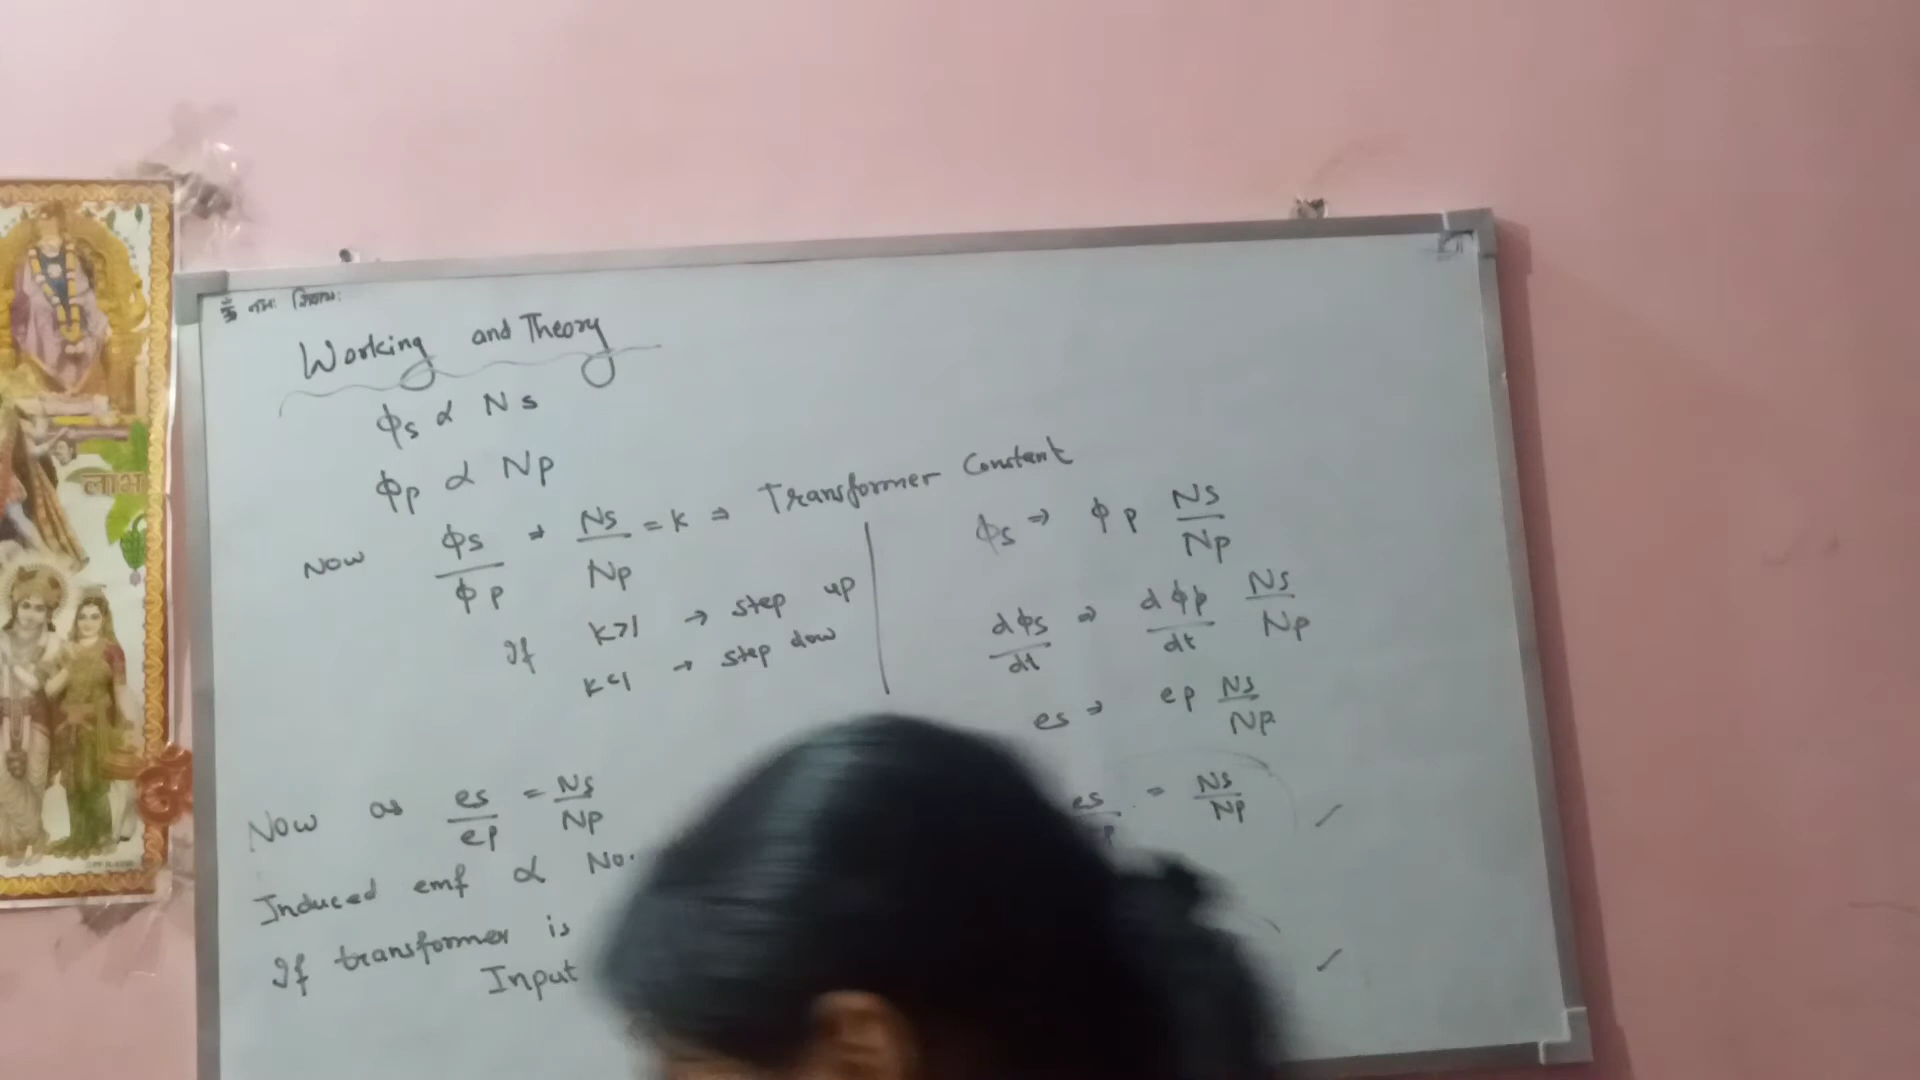 ॐ नमः शिवायः
Working and Theory
ϕs ∝ Ns
ϕp ∝ Np
Now ϕs/ϕp ⇒ Ns/Np = K ⇒ Transformer Constant
If K>1 → step up
K<1 → step dow
ϕs ⇒ ϕp Ns/Np
dϕs/dt ⇒ dϕp/dt Ns/Np
es ⇒ ep Ns/Np
es/p = Ns/Np ✓
Now as es/ep = Ns/Np
Induced emf ∝ No.
If transformer is
Input
✓
लाभ